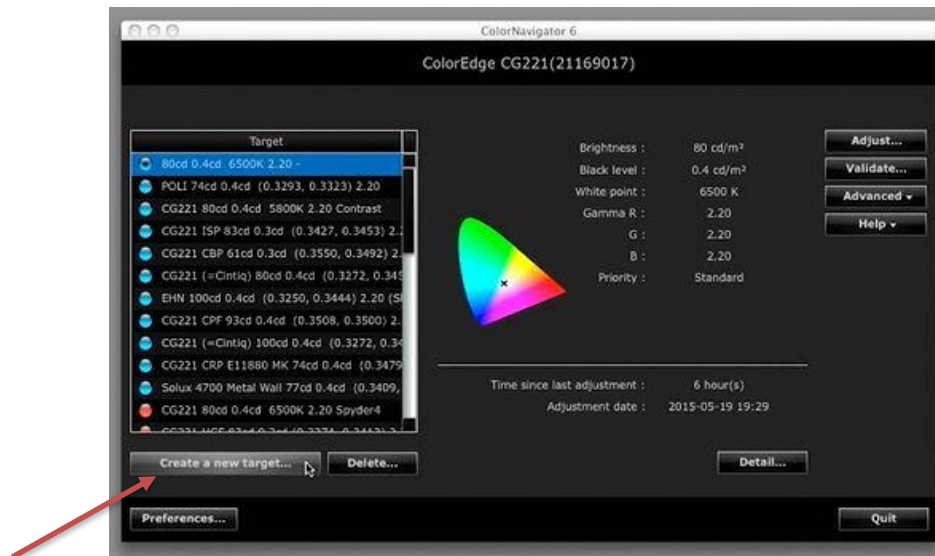 ColorNavigator 6
ColorEdge CG221(21169017)
Target
80cd 0.4cd 6500K 2.20 -
POLI 74cd 0.4cd (0.3293, 0.3323) 2.20
CG221 80cd 0.4cd 5800K 2.20 Contrast
CG221 ISP 83cd 0.3cd (0.3427, 0.3453) 2.
CG221 CBP 61cd 0.3cd (0.3550, 0.3492) 2.
CG221 (=Cintiq) 80cd 0.4cd (0.3272, 0.345
EHN 100cd 0.4cd (0.3250, 0.3444) 2.20 (S
CG221 CPF 93cd 0.4cd (0.3508, 0.3500) 2.
CG221 (=Cintiq) 100cd 0.4cd (0.3272, 0.34
CG221 CRP E11880 MK 74cd 0.4cd (0.3479
Solux 4700 Metal Wall 77cd 0.4cd (0.3409,
CG221 80cd 0.4cd 6500K 2.20 Spyder4
Create a new target...
Delete...
Brightness : 80 cd/m²
Black level : 0.4 cd/m²
White point : 6500 K
Gamma R : 2.20
G : 2.20
B : 2.20
Priority : Standard
Time since last adjustment : 6 hour(s)
Adjustment date : 2015-05-19 19:29
Detail...
Adjust...
Validate...
Advanced
Help
Preferences...
Quit